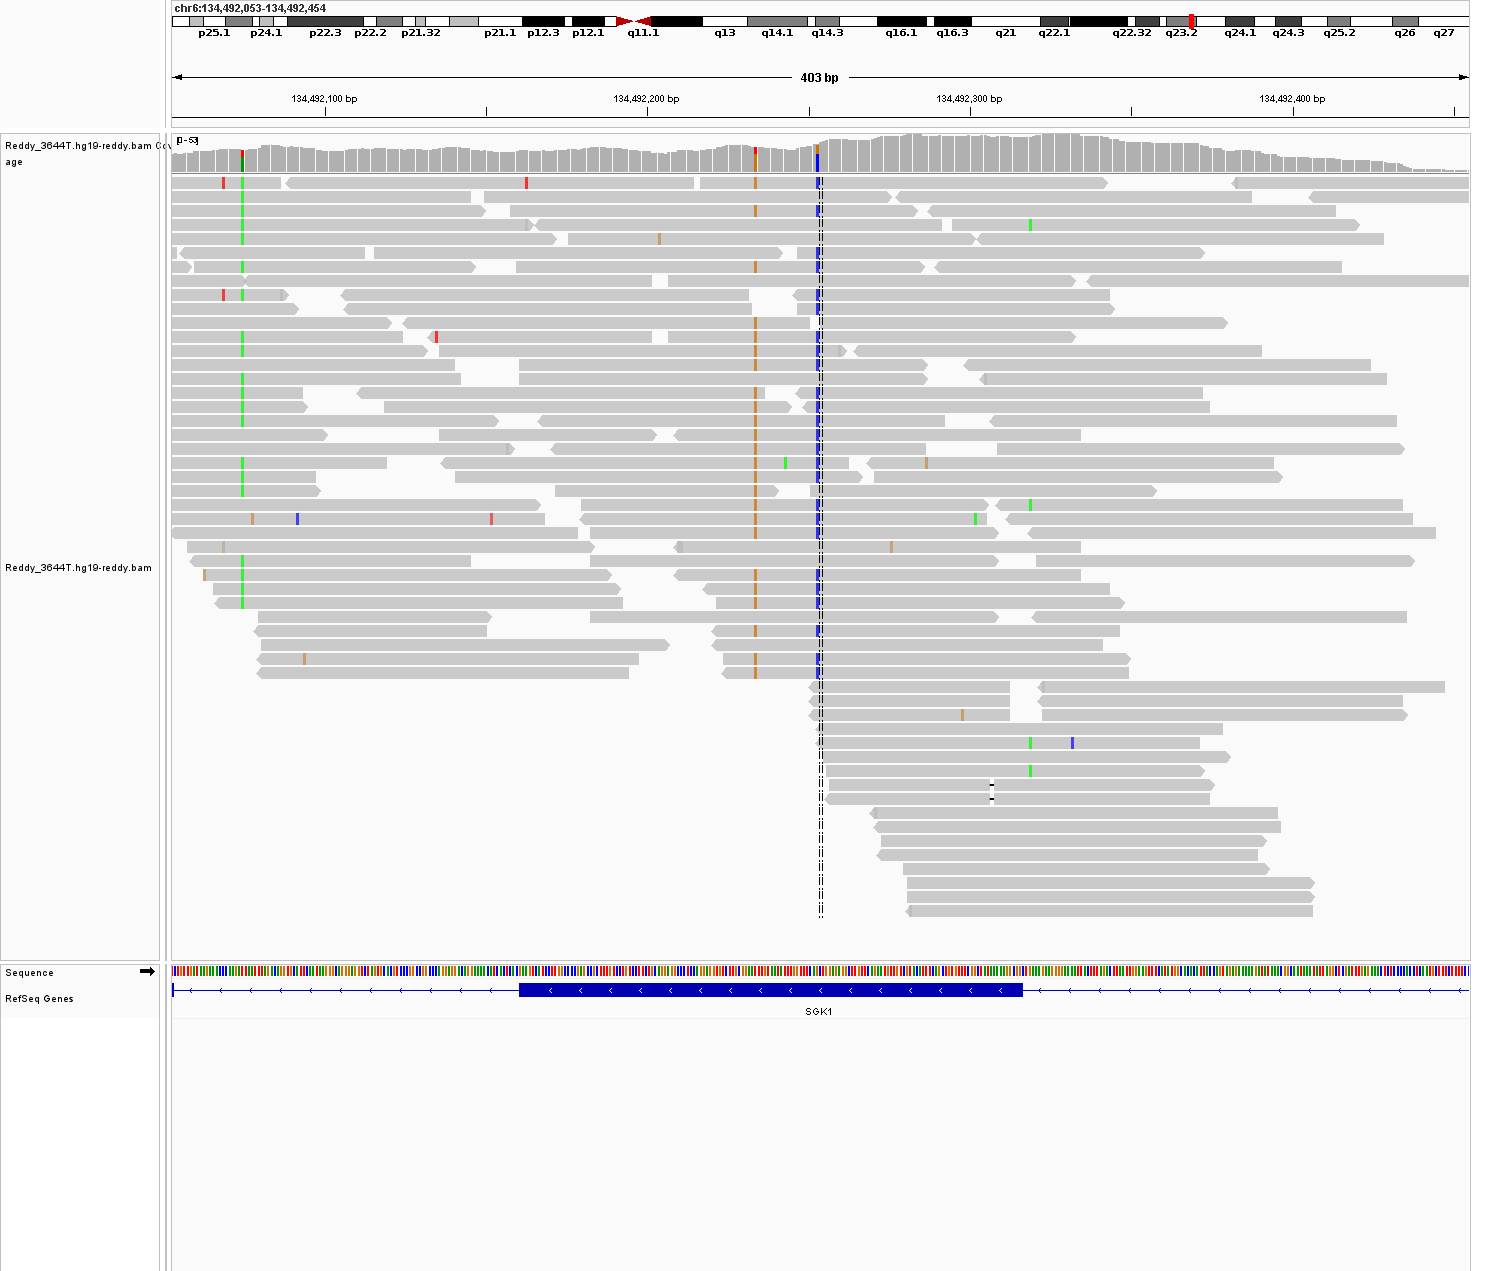 chr6:134,492,053-134,492,454
p25.1 p24.1 p22.3 p22.2 p21.32 p21.1 p12.3 p12.1 q11.1 q13 q14.1 q14.3 q16.1 q16.3 q21 q22.1 q22.32 q23.2 q24.1 q24.3 q25.2 q26 q27
403 bp
134,492,100 bp 134,492,200 bp 134,492,300 bp 134,492,400 bp
[0-53]
Reddy_3644T.hg19-reddy.bam Cov
age
Reddy_3644T.hg19-reddy.bam
Sequence
RefSeq Genes
SGK1